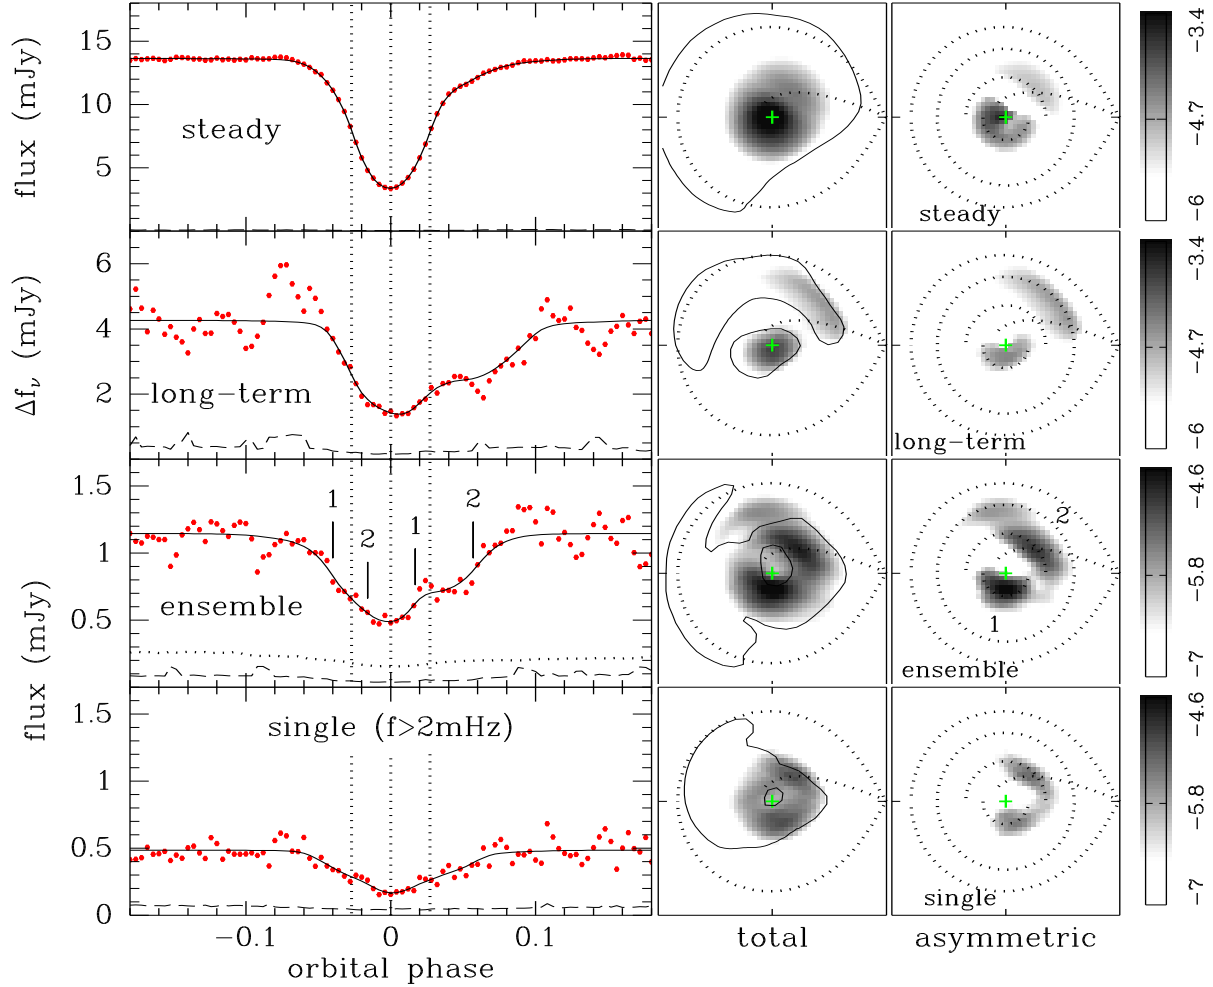 flux (mJy)
15
10
5
steady
steady
−3.4
−4.7
−6
Δfν (mJy)
6
4
2
long−term
long−term
−3.4
−4.7
−6
flux (mJy)
1.5
1
0.5
1
2
1
2
ensemble
2
1
ensemble
−4.6
−5.8
−7
1.5
1
0.5
0
single (f>2mHz)
single
−4.6
−5.8
−7
−0.1
0
0.1
orbital phase
total
asymmetric